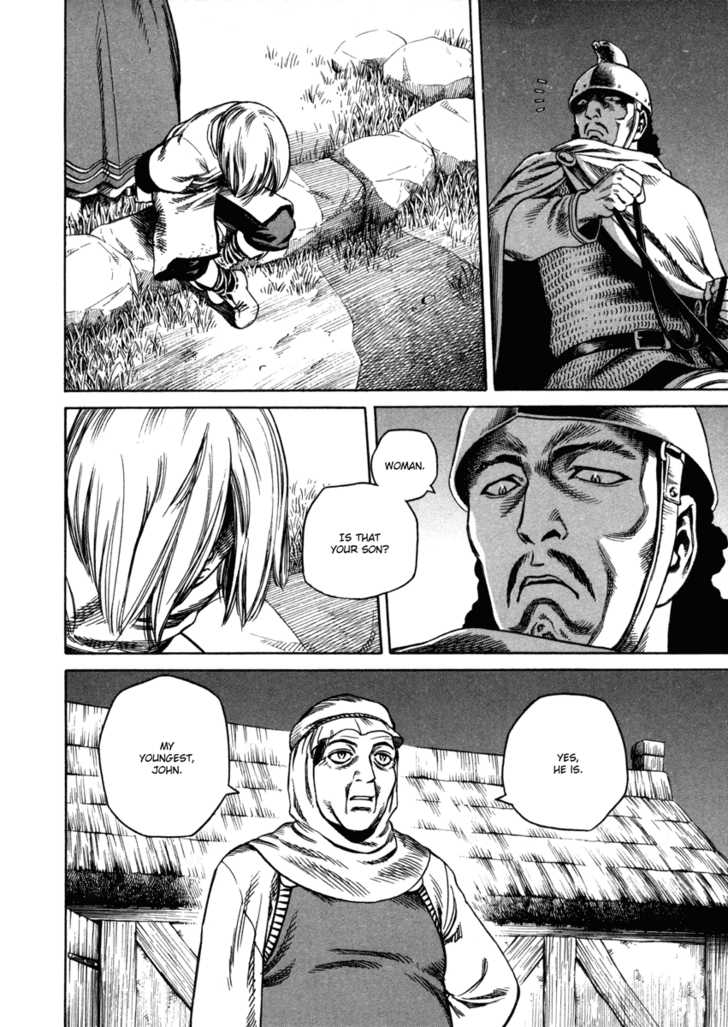 WOMAN.
IS THAT
YOUR SON?
YES,
HE IS.
MY
YOUNGEST,
JOHN.